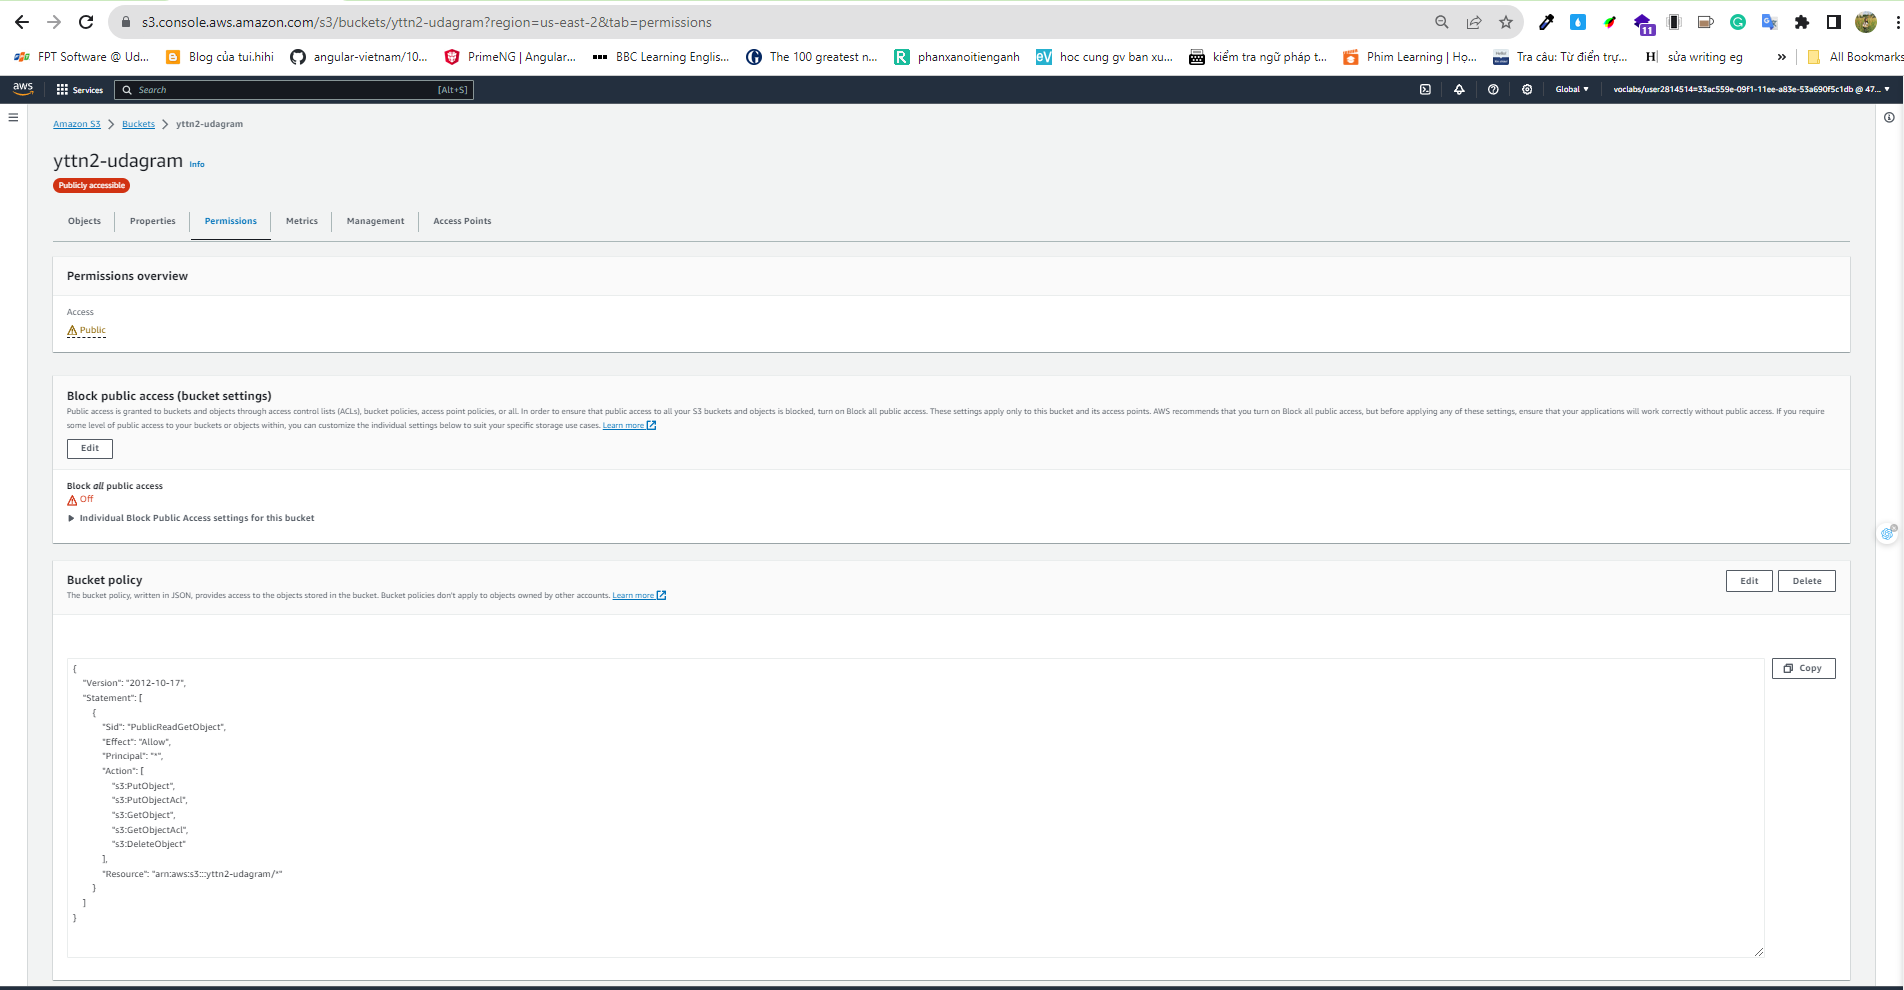 s3.console.aws.amazon.com/s3/buckets/yttn2-udagram?region=us-east-2&tab=permissions
11
FPT Software @ Ud... Blog của tui.hihi angular-vietnam/10... PrimeNG | Angular... BBC Learning Englis... The 100 greatest n... phanxanoitienganh hoc cung gv ban xu... kiểm tra ngữ pháp t... Phim Learning | Họ... Tra câu: Từ điển trự... sửa writing eg » All Bookmarks
aws Services Search [Alt+S] Global voclabs/user2814514=33ac559e-09f1-11ee-a83e-53a690f5c1db @ 47...
Amazon S3 > Buckets > yttn2-udagram
yttn2-udagram Info
Publicly accessible
Objects Properties Permissions Metrics Management Access Points
Permissions overview
Access
Public
Block public access (bucket settings)
Public access is granted to buckets and objects through access control lists (ACLs), bucket policies, access point policies, or all. In order to ensure that public access to all your S3 buckets and objects is blocked, turn on Block all public access. These settings apply only to this bucket and its access points. AWS recommends that you turn on Block all public access, but before applying any of these settings, ensure that your applications will work correctly without public access. If you require
some level of public access to your buckets or objects within, you can customize the individual settings below to suit your specific storage use cases. Learn more
Edit
Block all public access
Off
Individual Block Public Access settings for this bucket
Bucket policy
Edit Delete
The bucket policy, written in JSON, provides access to the objects stored in the bucket. Bucket policies don't apply to objects owned by other accounts. Learn more
Copy
{
"Version": "2012-10-17",
"Statement": [
{
"Sid": "PublicReadGetObject",
"Effect": "Allow",
"Principal": "*",
"Action": [
"s3:PutObject",
"s3:PutObjectAcl",
"s3:GetObject",
"s3:GetObjectAcl",
"s3:DeleteObject"
],
"Resource": "arn:aws:s3:::yttn2-udagram/*"
}
]
}